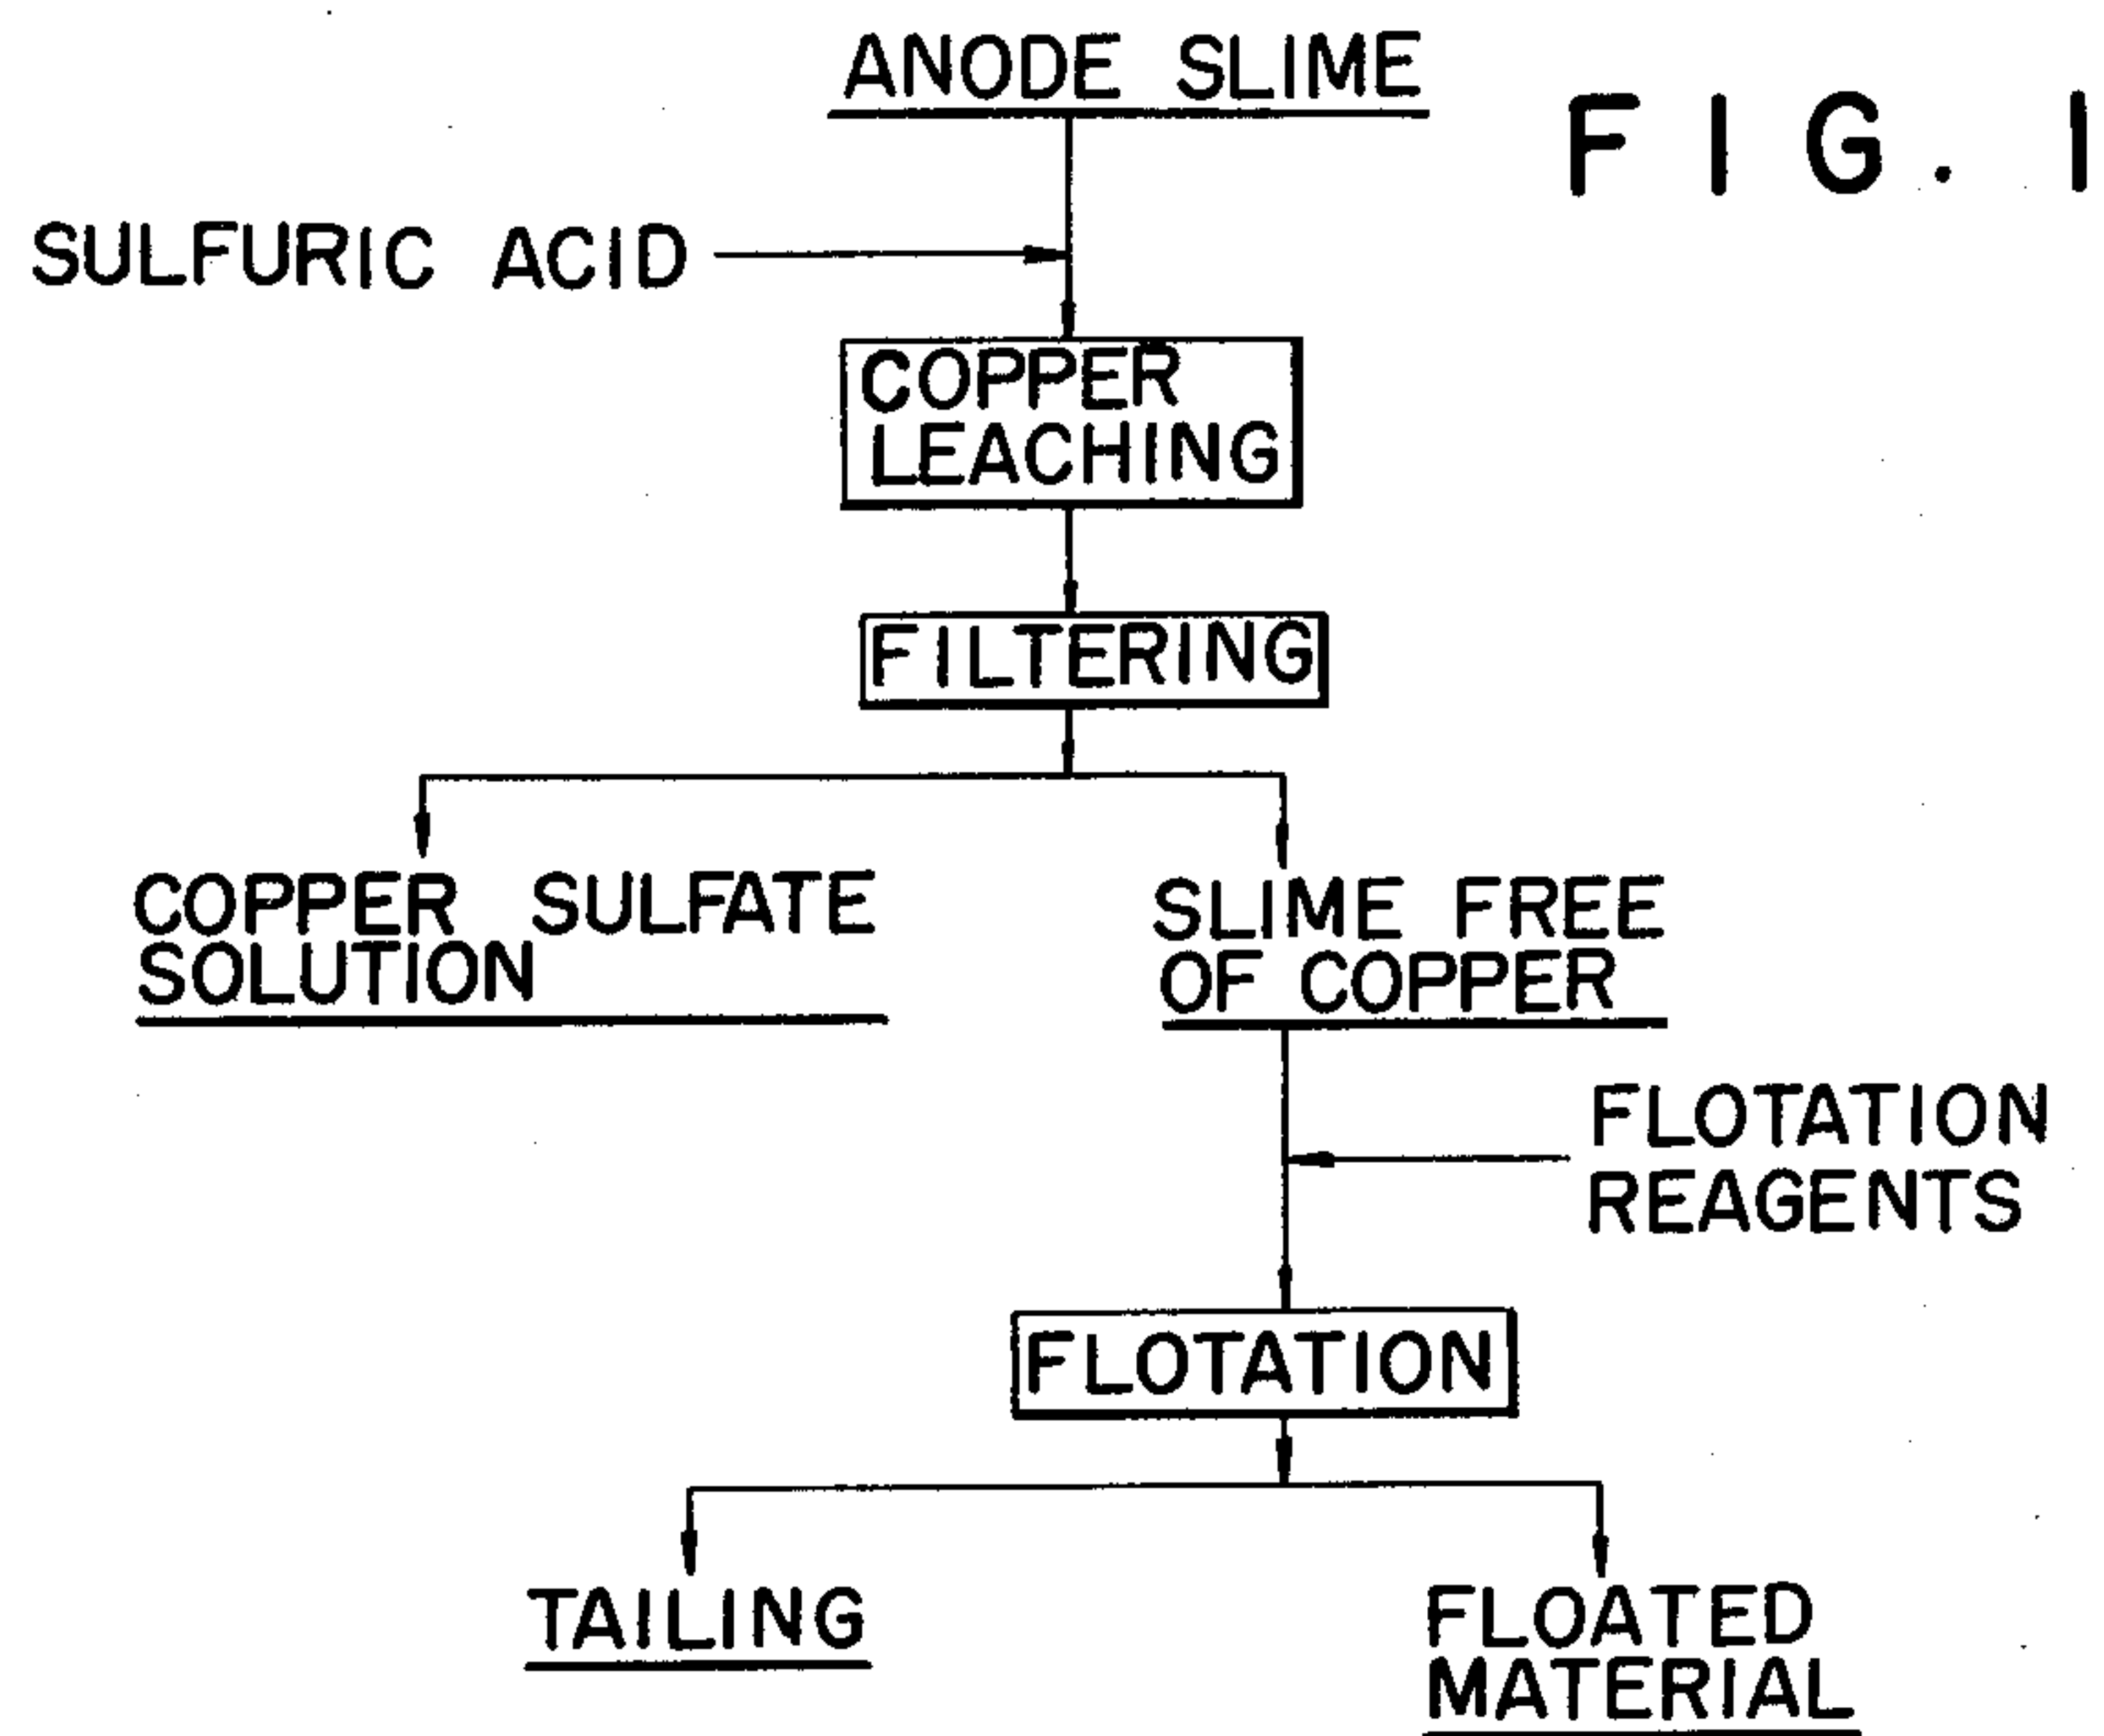 ANODE SLIME
FIG. 1
SULFURIC ACID
COPPER
LEACHING
FILTERING
COPPER SULFATE
SOLUTION
SLIME FREE
OF COPPER
FLOTATION
REAGENTS
FLOTATION
TAILING
FLOATED
MATERIAL